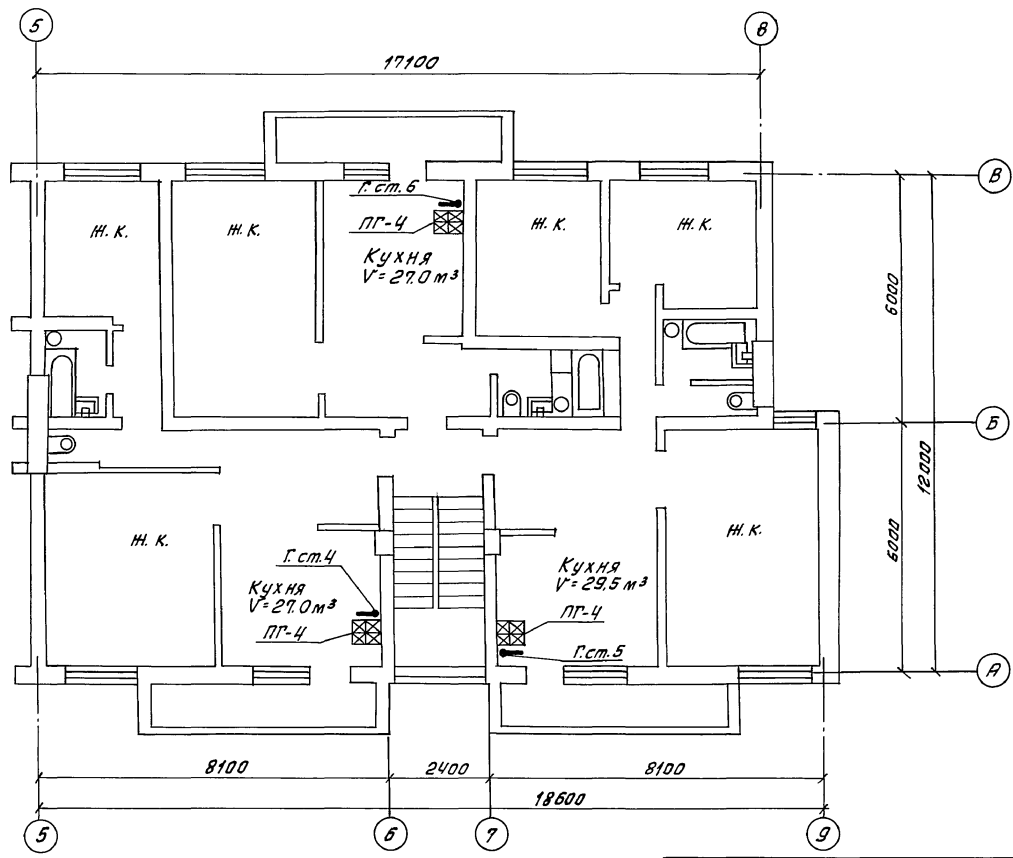 5
8
17100
В
Г. ст. 6
ПГ-4
Ж. К.
Ж. К.
Ж. К.
Ж. К.
Кухня
V=27.0 м³
6000
Б
12000
6000
Ж. К.
Ж. К.
Г. ст. 4
Кухня
V=27.0 м³
ПГ-4
Кухня
V=29,5 м³
ПГ-4
Г. ст. 5
А
8100
2400
8100
18600
5
6
7
9